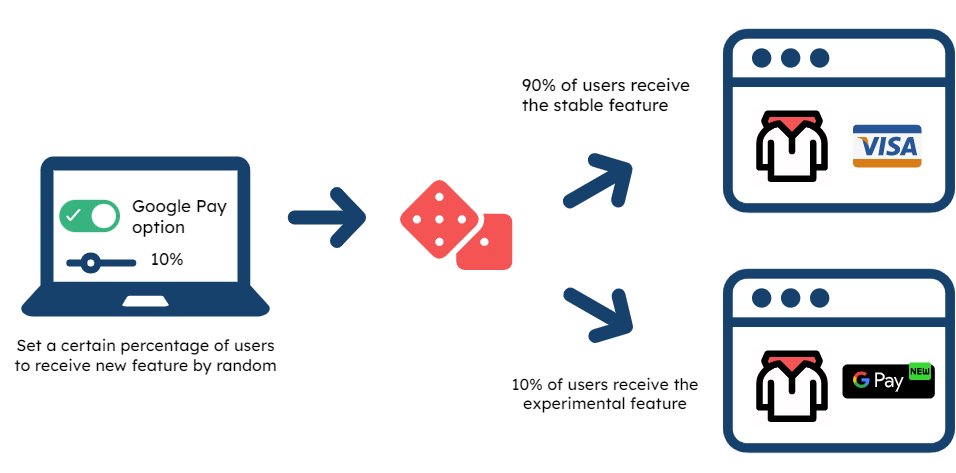 Google Pay
option
10%
Set a certain percentage of users
to receive new feature by random
90% of users receive
the stable feature
VISA
10% of users receive the
experimental feature
G Pay
NEW